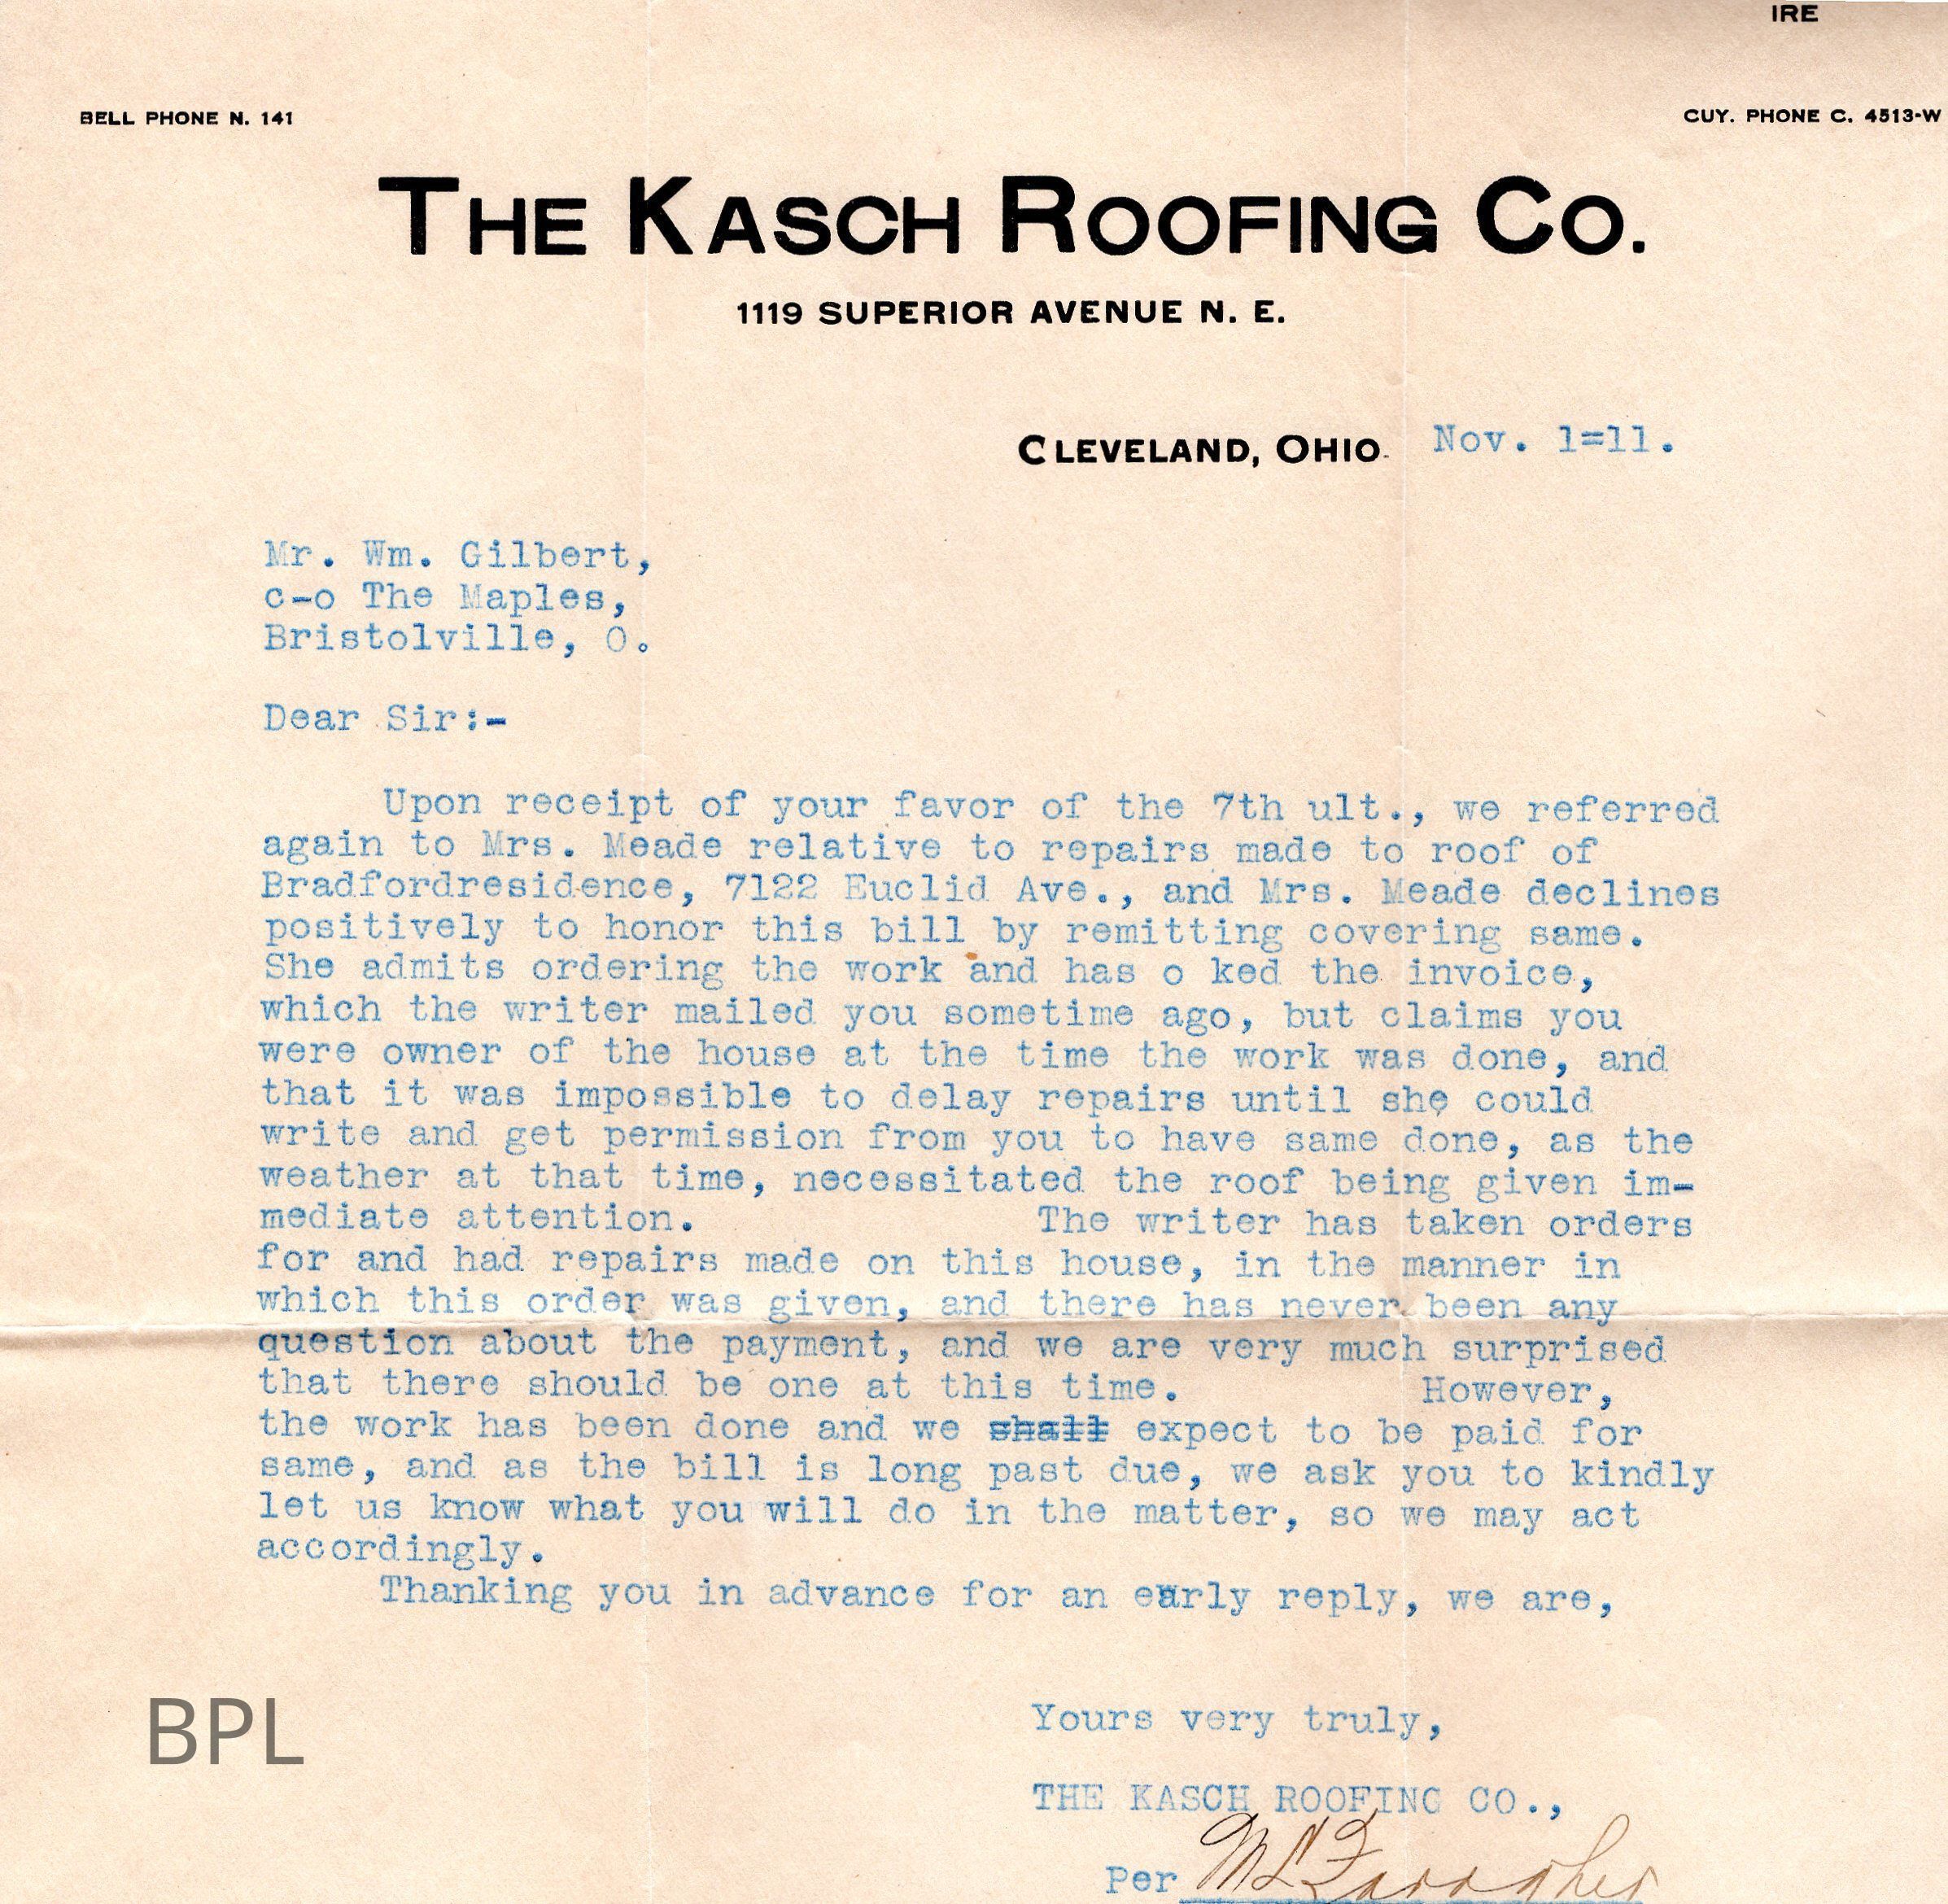 IRE
BELL PHONE N. 141
CUY. PHONE C. 4513-W
THE KASCH ROOFING CO.
1119 SUPERIOR AVENUE N. E.
CLEVELAND, OHIO. Nov. 1=11.
Mr. Wm. Gilbert,
c-o The Maples,
Bristolville, O.
Dear Sir:-
Upon receipt of your favor of the 7th ult., we referred
again to Mrs. Meade relative to repairs made to roof of
Bradfordresidence, 7122 Euclid Ave., and Mrs. Meade declines
positively to honor this bill by remitting covering same.
She admits ordering the work and has o ked the invoice,
which the writer mailed you sometime ago, but claims you
were owner of the house at the time the work was done, and
that it was impossible to delay repairs until she could
write and get permission from you to have same done, as the
weather at that time, necessitated the roof being given im-
mediate attention. The writer has taken orders
for and had repairs made on this house, in the manner in
which this order was given, and there has never been any
question about the payment, and we are very much surprised
that there should be one at this time. However,
the work has been done and we shall expect to be paid for
same, and as the bill is long past due, we ask you to kindly
let us know what you will do in the matter, so we may act
accordingly.
Thanking you in advance for an early reply, we are,
Yours very truly,
THE KASCH ROOFING CO.,
Per
BPL